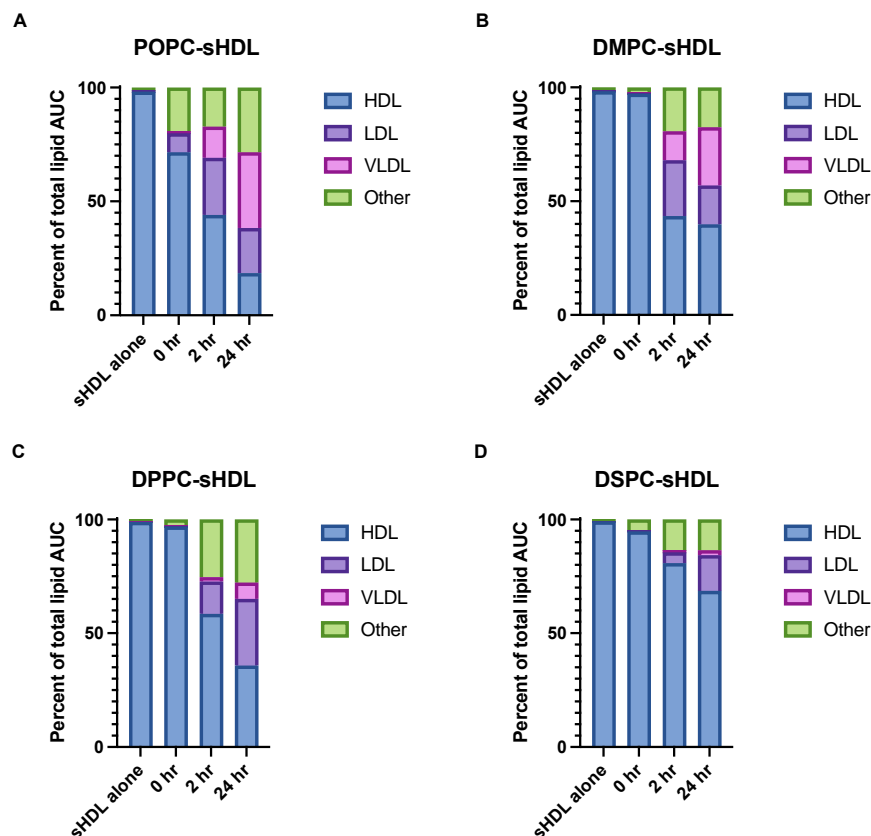 A
POPC-sHDL
Percent of total lipid AUC
100
50
0
sHDL alone
0 hr
2 hr
24 hr
HDL
LDL
VLDL
Other
B
DMPC-sHDL
Percent of total lipid AUC
100
50
0
sHDL alone
0 hr
2 hr
24 hr
HDL
LDL
VLDL
Other
C
DPPC-sHDL
Percent of total lipid AUC
100
50
0
sHDL alone
0 hr
2 hr
24 hr
HDL
LDL
VLDL
Other
D
DSPC-sHDL
Percent of total lipid AUC
100
50
0
sHDL alone
0 hr
2 hr
24 hr
HDL
LDL
VLDL
Other